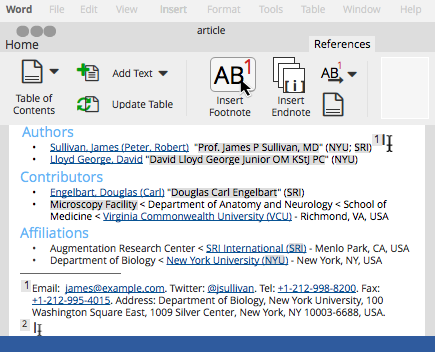 Word File Edit View Insert Format Tools Table Window Help
article
Home References
Table of Contents
Add Text
Update Table
AB1
Insert Footnote
[i]
Insert Endnote
AB1
Authors
• Sullivan, James (Peter, Robert) "Prof. James P Sullivan, MD" (NYU; SRI) 1
• Lloyd George, David "David Lloyd George Junior OM KStJ PC" (NYU)
Contributors
• Engelbart, Douglas (Carl) "Douglas Carl Engelbart" (SRI)
• Microscopy Facility < Department of Anatomy and Neurology < School of
Medicine < Virginia Commonwealth University (VCU) - Richmond, VA, USA
Affiliations
• Augmentation Research Center < SRI International (SRI) - Menlo Park, CA, USA
• Department of Biology < New York University (NYU) - New York, NY, USA
1 Email: james@example.com. Twitter: @jsullivan. Tel: +1-212-998-8200. Fax:
+1-212-995-4015. Address: Department of Biology, New York University, 100
Washington Square East, 1009 Silver Center, New York, NY 10003-6688, USA.
2